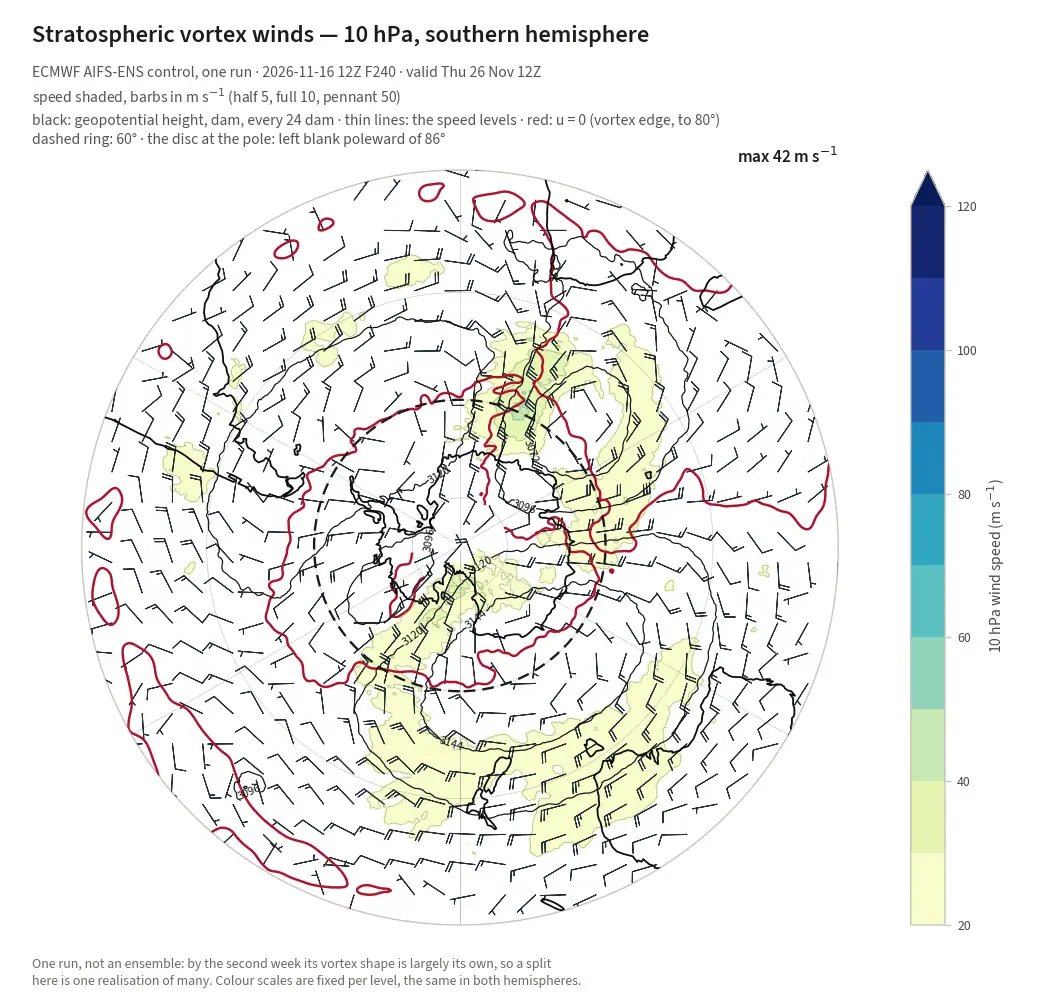 Stratospheric vortex winds — 10 hPa, southern hemisphere
ECMWF AIFS-ENS control, one run · 2026-11-16 12Z F240 · valid Thu 26 Nov 12Z
speed shaded, barbs in m s⁻¹ (half 5, full 10, pennant 50)
black: geopotential height, dam, every 24 dam · thin lines: the speed levels · red: u = 0 (vortex edge, to 80°)
dashed ring: 60° · the disc at the pole: left blank poleward of 86°
max 42 m s⁻¹
120
100
80
60
40
20
10 hPa wind speed (m s⁻¹)
3096
3096
3120
3120
3144
3144
3096
One run, not an ensemble: by the second week its vortex shape is largely its own, so a split
here is one realisation of many. Colour scales are fixed per level, the same in both hemispheres.